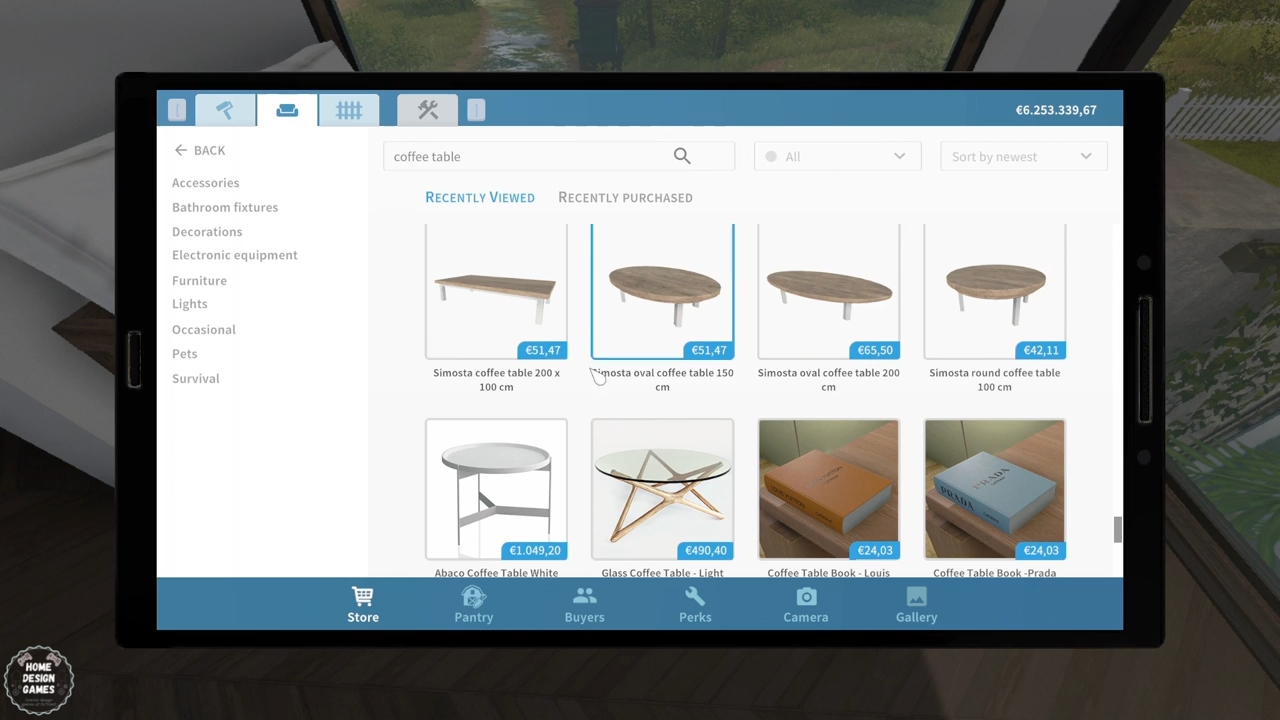 €6.253.339,67
BACK
coffee table
All
Sort by newest
Accessories
Bathroom fixtures
Decorations
Electronic equipment
Furniture
Lights
Occasional
Pets
Survival
RECENTLY VIEWED
RECENTLY PURCHASED
€51,47
€51,47
€65,50
€42,11
Simosta coffee table 200 x
100 cm
Simosta oval coffee table 150
cm
Simosta oval coffee table 200
cm
Simosta round coffee table
100 cm
PRADA
PRADA
€1.049,20
€490,40
€24,03
€24,03
Abaco Coffee Table White
Glass Coffee Table - Light
Coffee Table Book - Louis
Coffee Table Book -Prada
Store
Pantry
Buyers
Perks
Camera
Gallery
HOME
DESIGN
GAMES